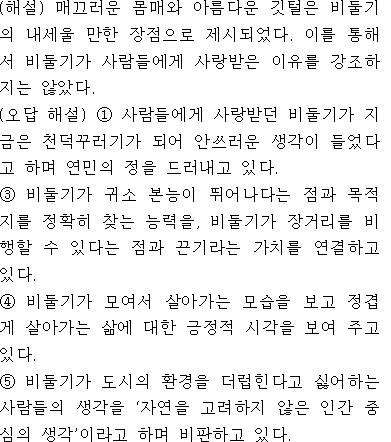 (해설) 매끄러운 몸매와 아름다운 깃털은 비둘기
의 내세울 만한 장점으로 제시되었다. 이를 통해
서 비둘기가 사람들에게 사랑받은 이유를 강조하
지는 않았다.
(오답 해설) ① 사람들에게 사랑받던 비둘기가 지
금은 천덕꾸러기가 되어 안쓰러운 생각이 들었다
고 하며 연민의 정을 드러내고 있다.
③ 비둘기가 귀소 본능이 뛰어나다는 점과 목적
지를 정확히 찾는 능력을, 비둘기가 장거리를 비
행할 수 있다는 점과 끈기라는 가치를 연결하고
있다.
④ 비둘기가 모여서 살아가는 모습을 보고 정겹
게 살아가는 삶에 대한 긍정적 시각을 보여 주고
있다.
⑤ 비둘기가 도시의 환경을 더럽힌다고 싫어하는
사람들의 생각을 ‘자연을 고려하지 않은 인간 중
심의 생각’이라고 하며 비판하고 있다.